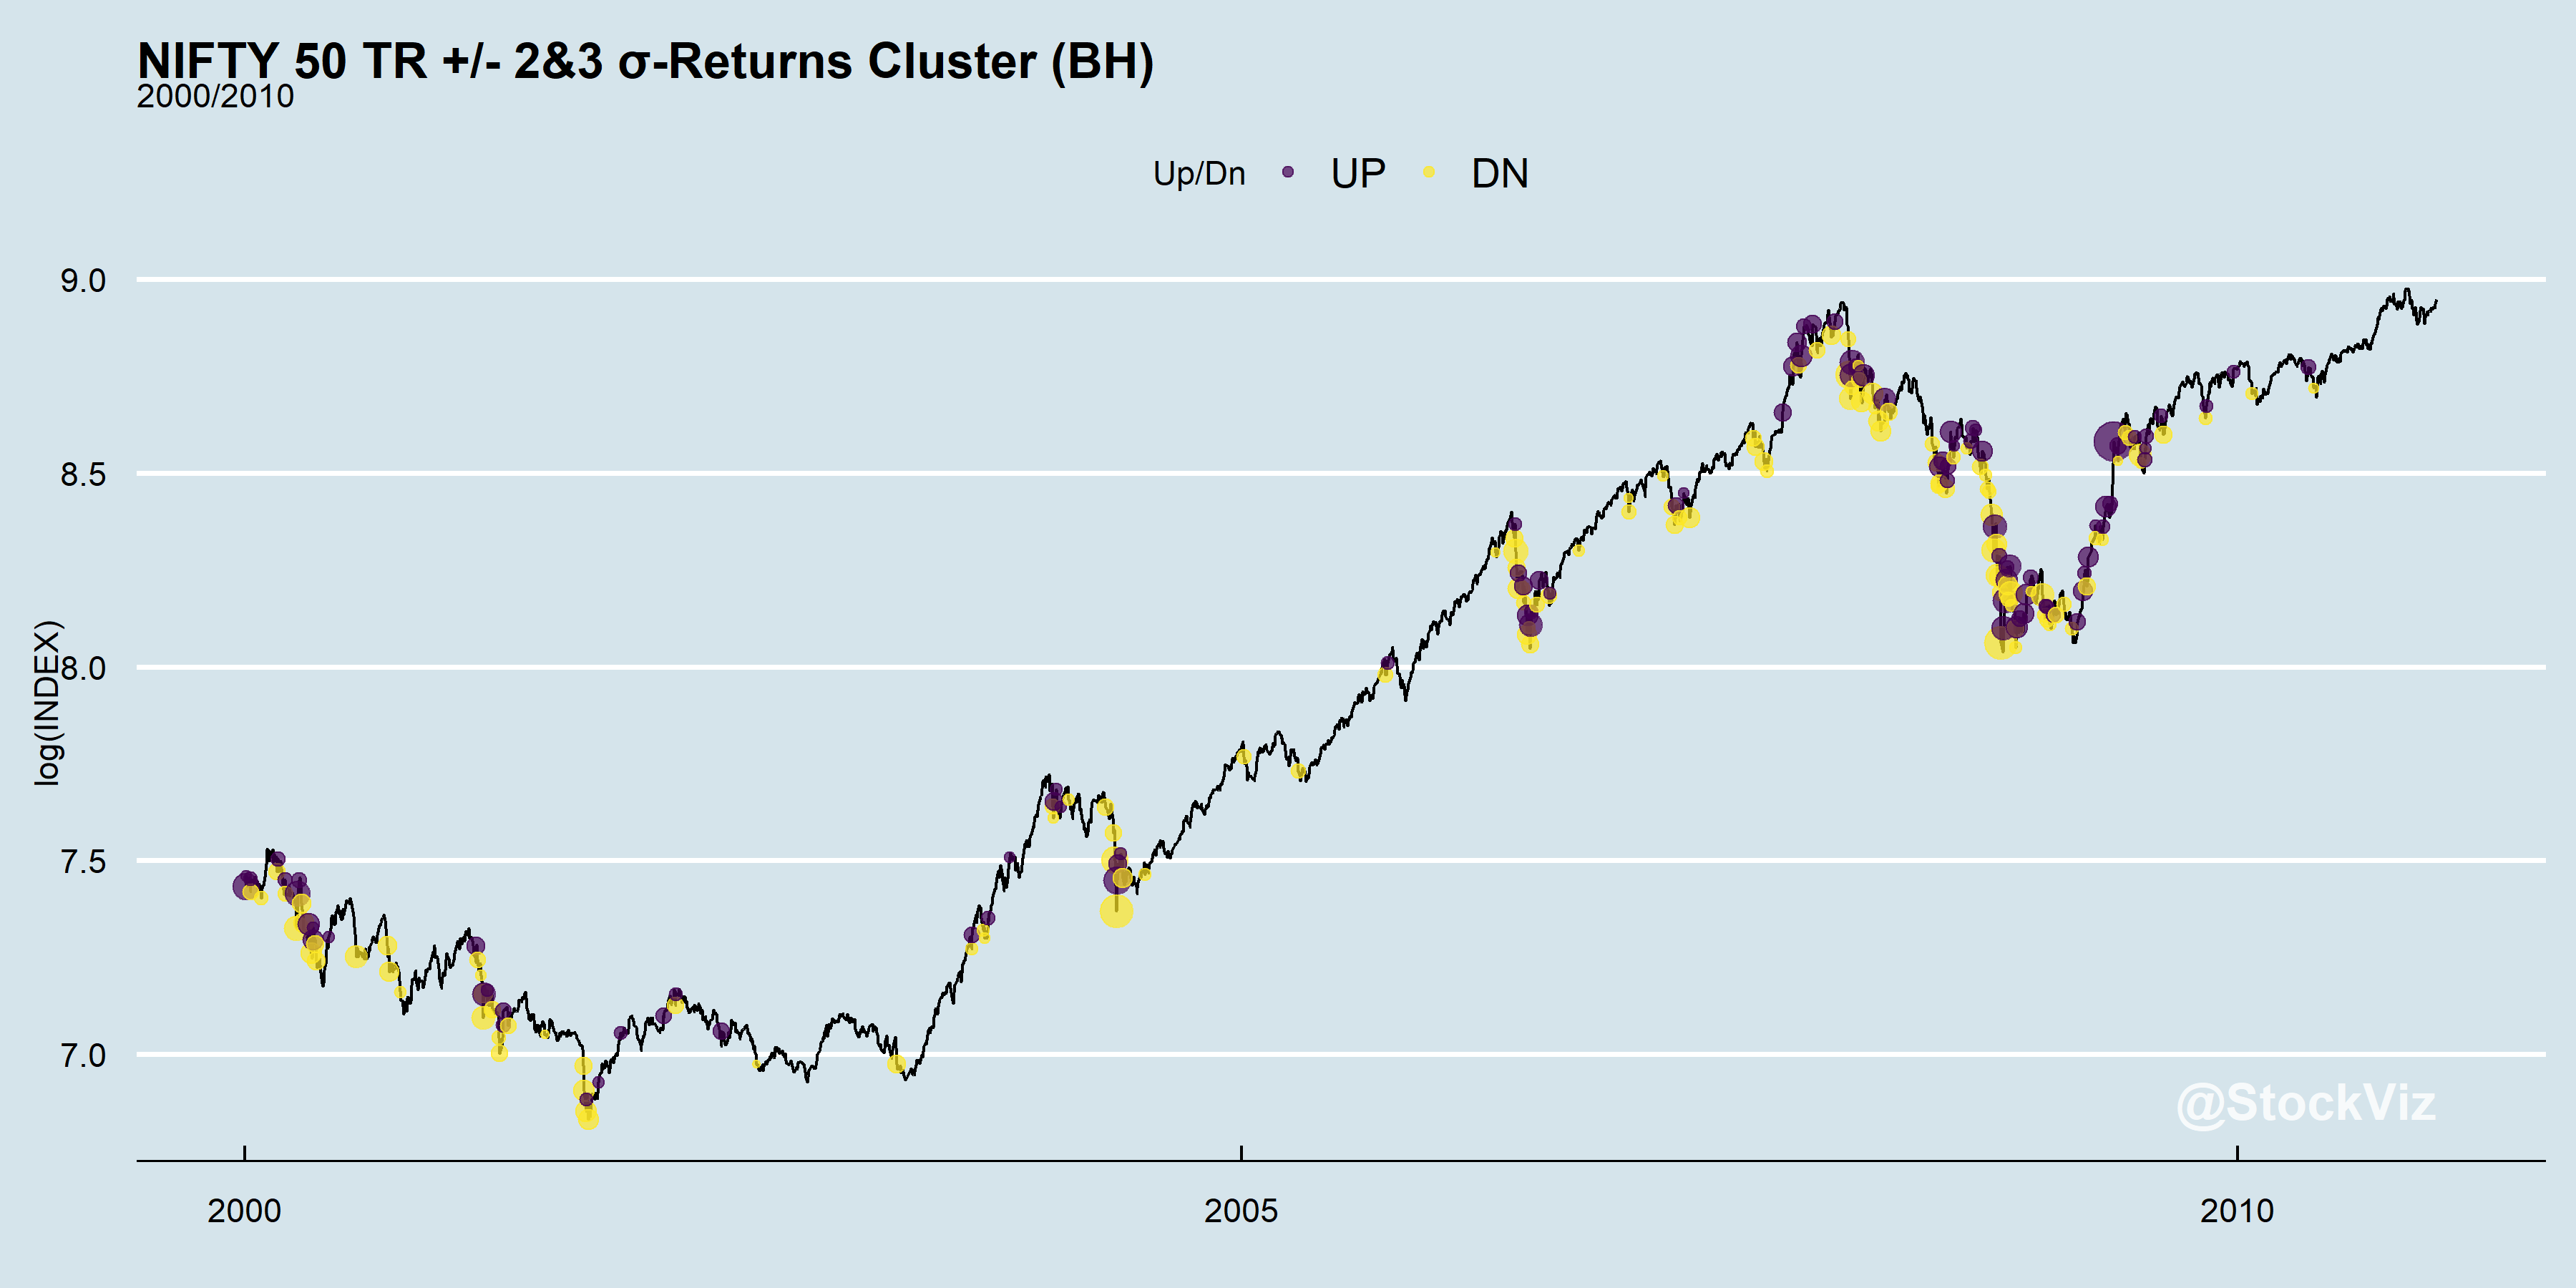 NIFTY 50 TR +/- 2&3 σ-Returns Cluster (BH)
2000/2010
Up/Dn UP DN
9.0
8.5
8.0
7.5
7.0
log(INDEX)
@StockViz
2000 2005 2010